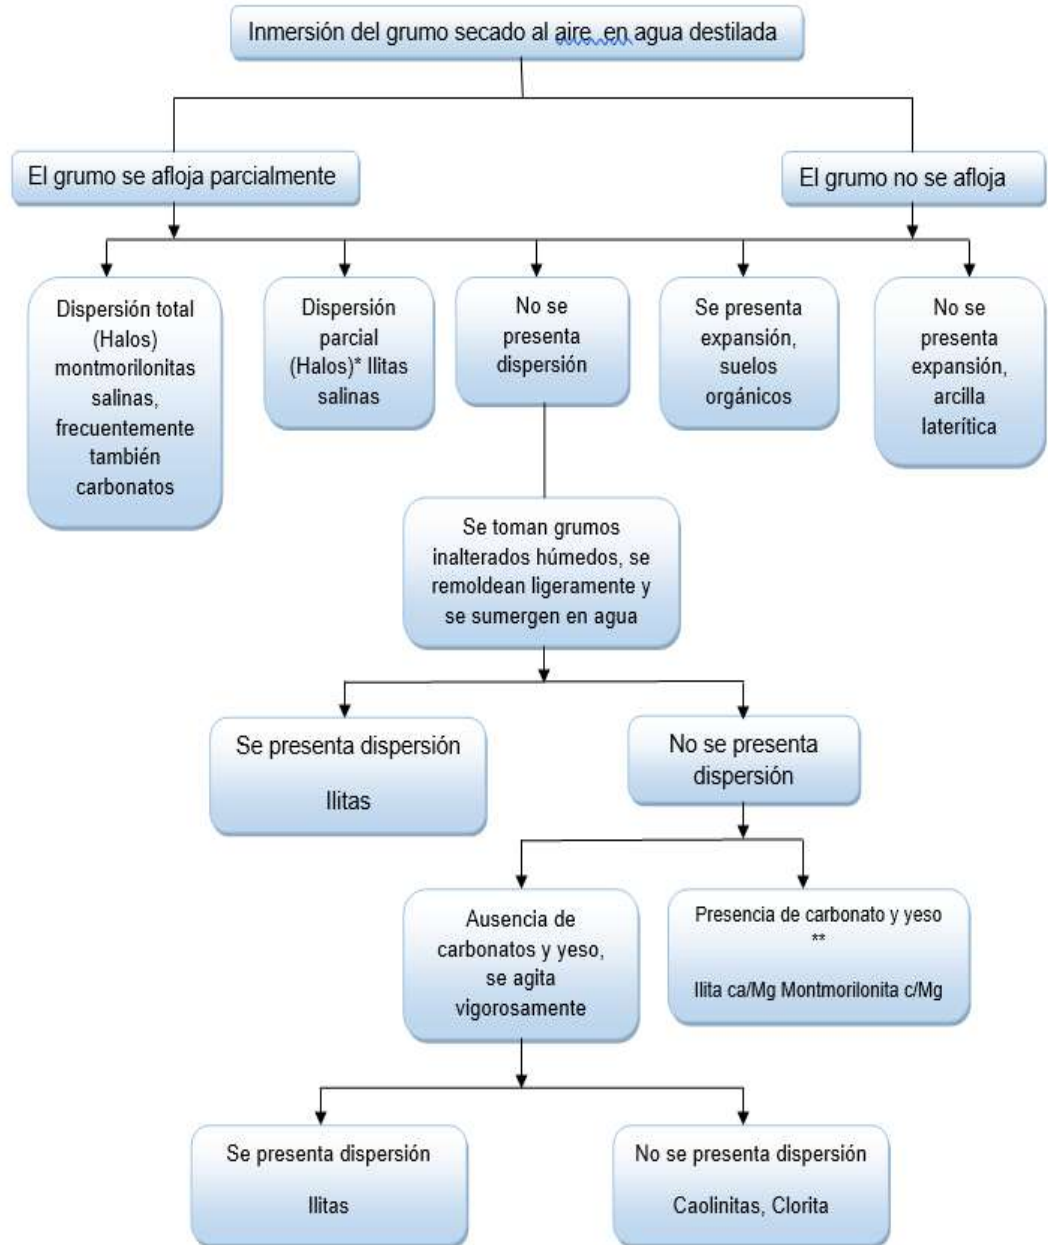 Inmersión del grumo secado al aire en agua destilada
El grumo se afloja parcialmente
El grumo no se afloja
Dispersión total
(Halos)
montmorilonitas
salinas,
frecuentemente
también
carbonatos
Dispersión
parcial
(Halos)* Ilitas
salinas
No se
presenta
dispersión
Se presenta
expansión,
suelos
orgánicos
No se
presenta
expansión,
arcilla
laterítica
Se toman grumos
inalterados húmedos, se
remoldean ligeramente y
se sumergen en agua
Se presenta dispersión
Ilitas
No se presenta
dispersión
Ausencia de
carbonatos y yeso,
se agita
vigorosamente
Presencia de carbonato y yeso
**
Ilita ca/Mg Montmorilonita c/Mg
Se presenta dispersión
Ilitas
No se presenta dispersión
Caolinitas, Clorita